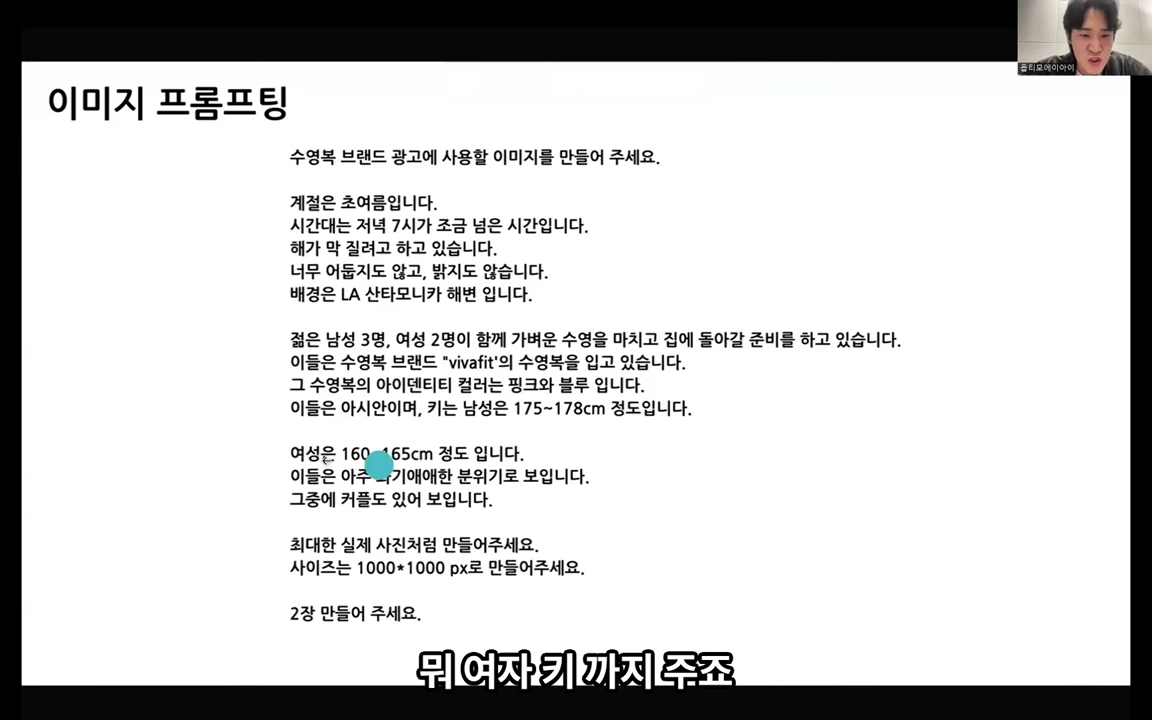 옵티모에이아이
이미지 프롬프팅
수영복 브랜드 광고에 사용할 이미지를 만들어 주세요.
계절은 초여름입니다.
시간대는 저녁 7시가 조금 넘은 시간입니다.
해가 막 질려고 하고 있습니다.
너무 어둡지도 않고, 밝지도 않습니다.
배경은 LA 산타모니카 해변 입니다.
젊은 남성 3명, 여성 2명이 함께 가벼운 수영을 마치고 집에 돌아갈 준비를 하고 있습니다.
이들은 수영복 브랜드 "vivafit'의 수영복을 입고 있습니다.
그 수영복의 아이덴티티 컬러는 핑크와 블루 입니다.
이들은 아시안이며, 키는 남성은 175~178cm 정도입니다.
여성은 160~165cm 정도 입니다.
이들은 아주 화기애애한 분위기로 보입니다.
그중에 커플도 있어 보입니다.
최대한 실제 사진처럼 만들어주세요.
사이즈는 1000*1000 px로 만들어주세요.
2장 만들어 주세요.
뭐 여자 키 까지 주죠